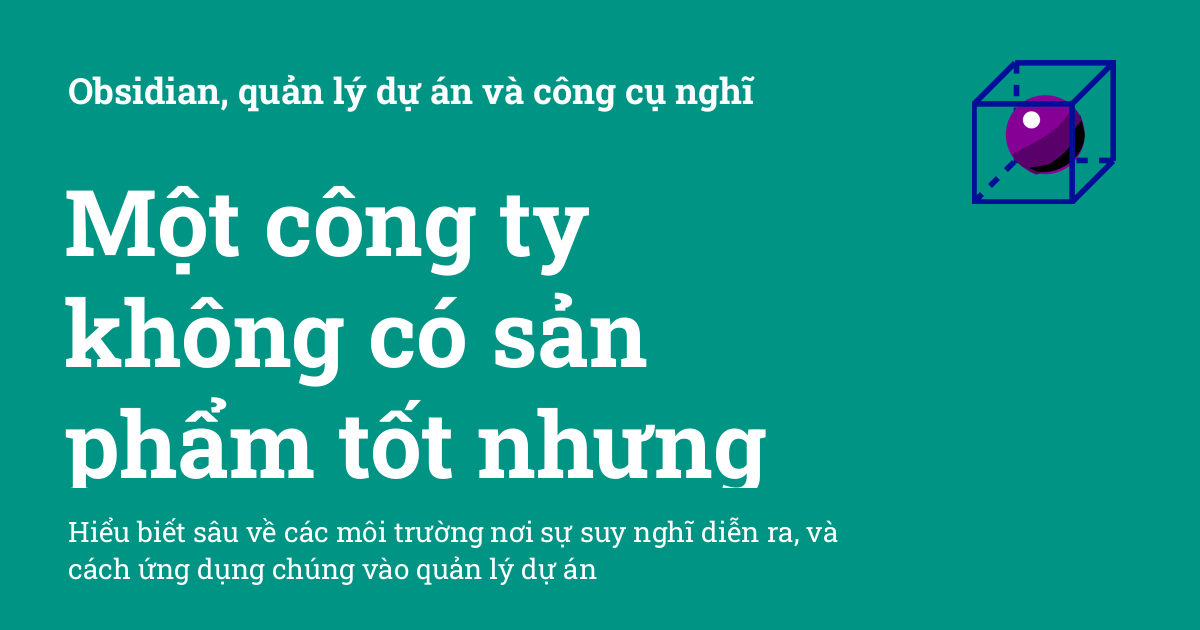 Obsidian, quản lý dự án và công cụ nghĩ
Một công ty
không có sản
phẩm tốt nhưng
Hiểu biết sâu về các môi trường nơi sự suy nghĩ diễn ra, và
cách ứng dụng chúng vào quản lý dự án